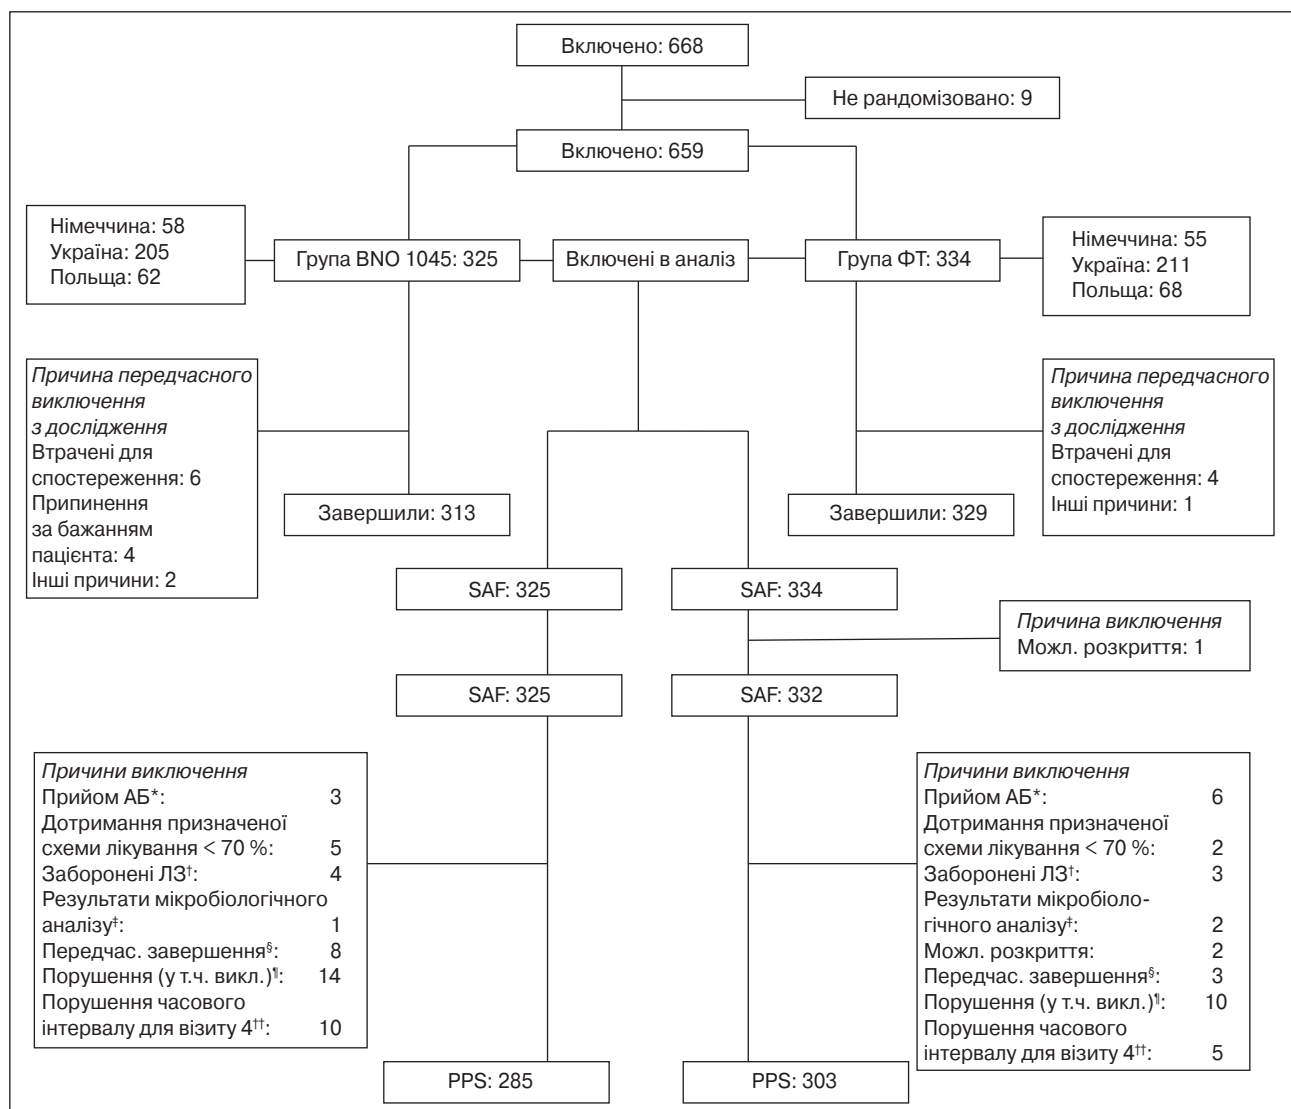 Включено: 668
Не рандомізовано: 9
Включено: 659
Німеччина: 58
Україна: 205
Польща: 62
Група BNO 1045: 325
Включені в аналіз
Група ФТ: 334
Німеччина: 55
Україна: 211
Польща: 68
Причина передчасного
виключення
з дослідження
Втрачені для
спостереження: 6
Припинення
за бажанням
пацієнта: 4
Інші причини: 2
Завершили: 313
Завершили: 329
Причина передчасного
виключення
з дослідження
Втрачені для
спостереження: 4
Інші причини: 1
SAF: 325
SAF: 334
Причина виключення
Можл. розкриття: 1
SAF: 325
SAF: 332
Причини виключення
Прийом АБ*: 3
Дотримання призначеної
схеми лікування < 70 %: 5
Заборонені ЛЗ†: 4
Результати мікробіологічного
аналізу‡: 1
Передчас. завершення§: 8
Порушення (у т.ч. викл.)¶: 14
Порушення часового
інтервалу для візиту 4††: 10
Причини виключення
Прийом АБ*: 6
Дотримання призначеної
схеми лікування < 70 %: 2
Заборонені ЛЗ†: 3
Результати мікробіоло-
гічного аналізу‡: 2
Можл. розкриття: 2
Передчас. завершення§: 3
Порушення (у т.ч. викл.)¶: 10
Порушення часового
інтервалу для візиту 4††: 5
PPS: 285
PPS: 303